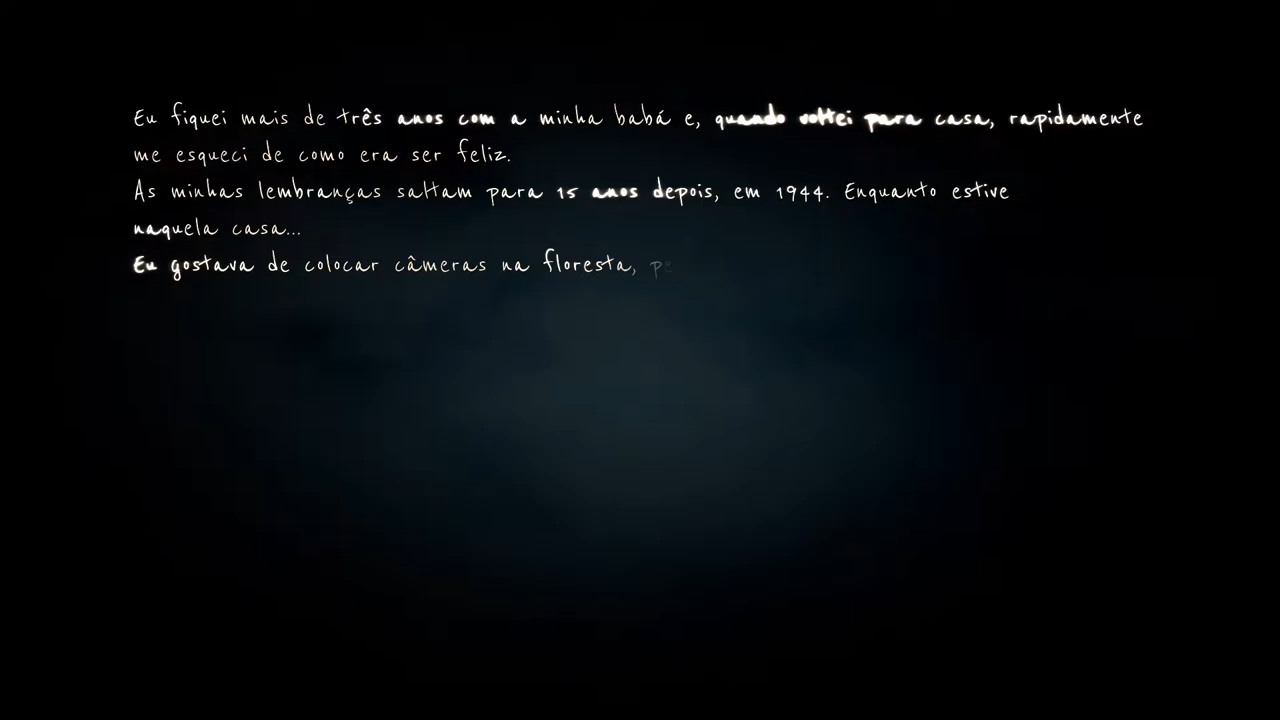 Eu fiquei mais de três anos com a minha babá e, quando voltei para casa, rapidamente
me esqueci de como era ser feliz.
As minhas lembranças saltam para 15 anos depois, em 1944. Enquanto estive
naquela casa...
Eu gostava de colocar câmeras na floresta,